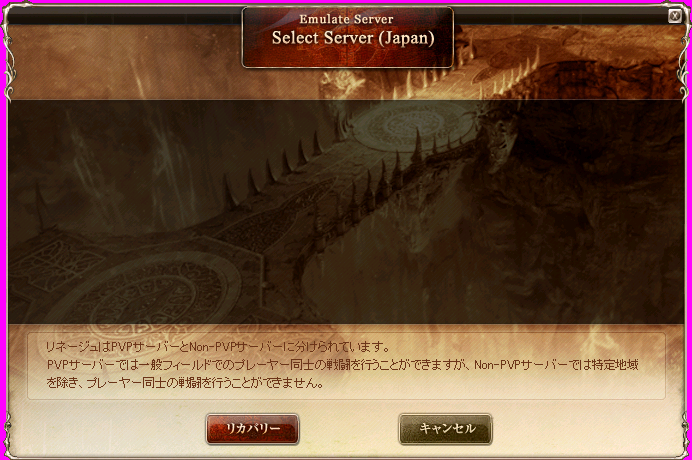 Emulate Server
Select Server (Japan)
X
リネージュはPVPサーバーとNon-PVPサーバーに分けられています。
PVPサーバーでは一般フィールドでのプレーヤー同士の戦闘を行うことができますが、Non-PVPサーバーでは特定地域
を除き、プレーヤー同士の戦闘を行うことができません。
リカバリー
キャンセル